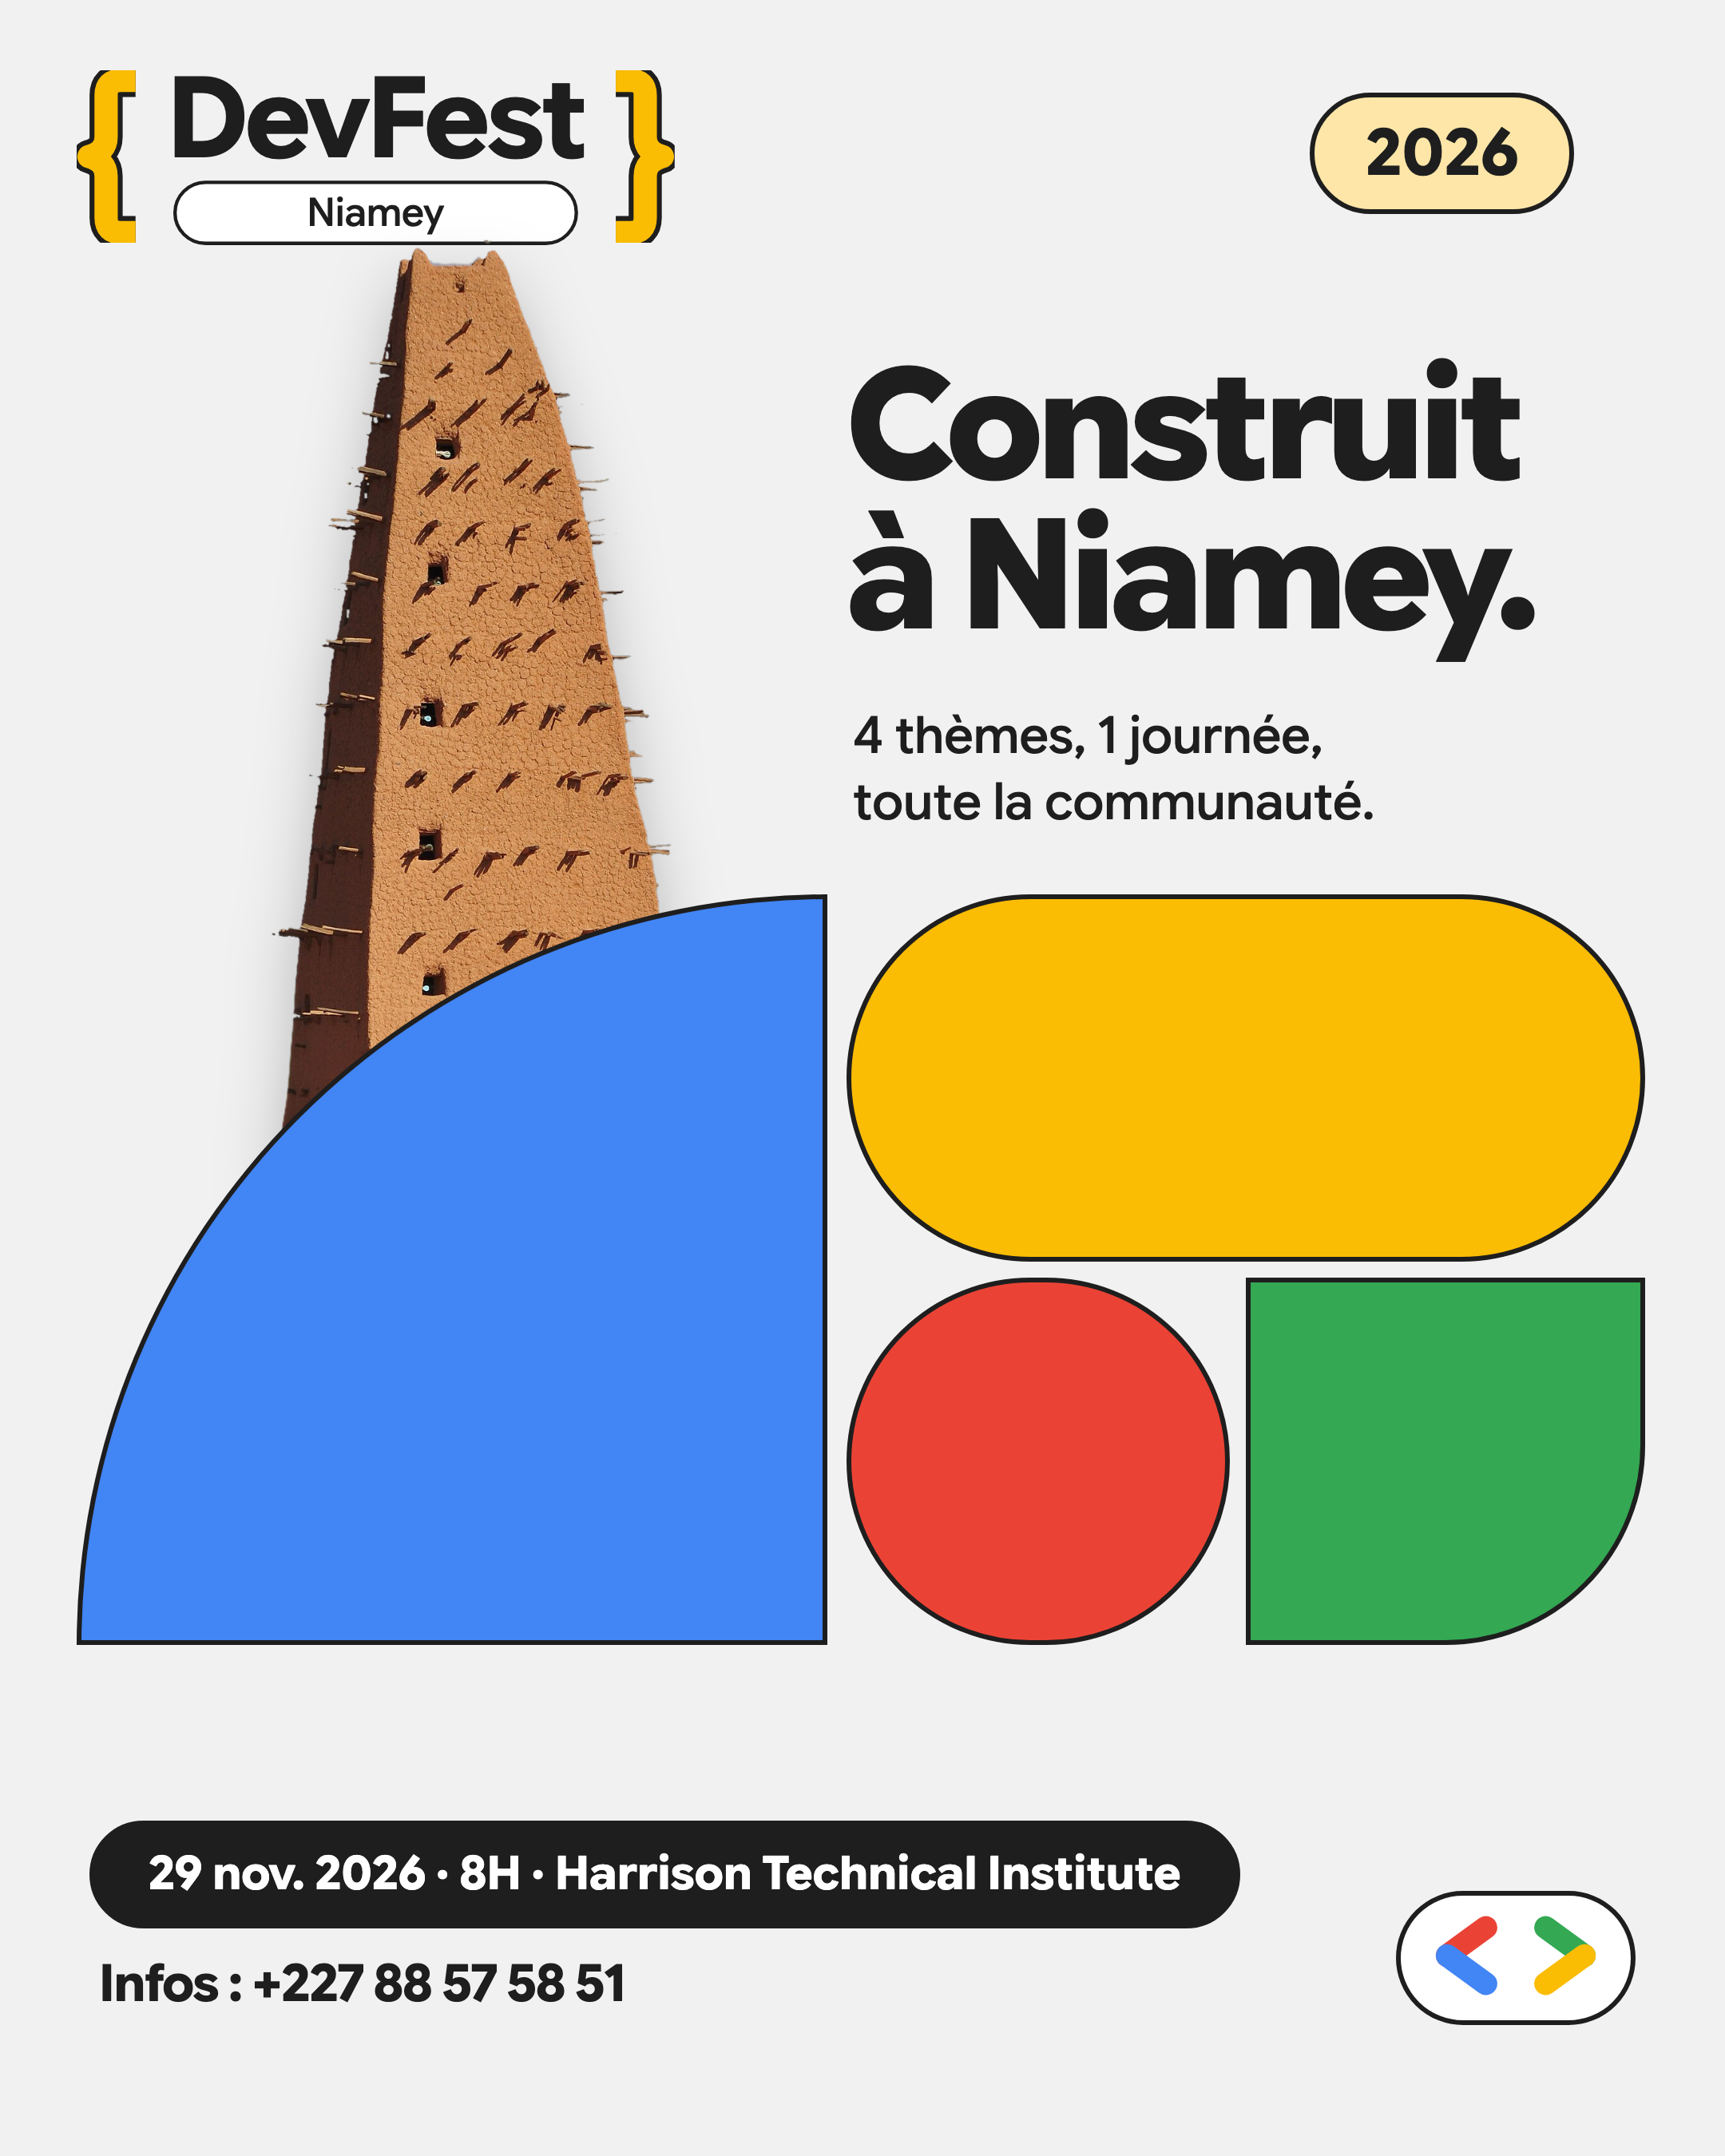 DevFest
Niamey
2026
Construit
à Niamey.
4 thèmes, 1 journée,
toute la communauté.
29 nov. 2026 · 8H · Harrison Technical Institute
Infos : +227 88 57 58 51